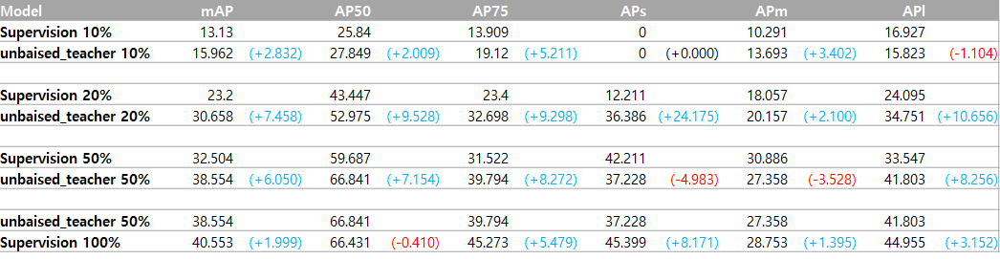 Model mAP AP50 AP75 APs APm APl
Supervision 10% 13.13 25.84 13.909 0 10.291 16.927
unbaised_teacher 10% 15.962 (+2.832) 27.849 (+2.009) 19.12 (+5.211) 0 (+0.000) 13.693 (+3.402) 15.823 (-1.104)
Supervision 20% 23.2 43.447 23.4 12.211 18.057 24.095
unbaised_teacher 20% 30.658 (+7.458) 52.975 (+9.528) 32.698 (+9.298) 36.386 (+24.175) 20.157 (+2.100) 34.751 (+10.656)
Supervision 50% 32.504 59.687 31.522 42.211 30.886 33.547
unbaised_teacher 50% 38.554 (+6.050) 66.841 (+7.154) 39.794 (+8.272) 37.228 (-4.983) 27.358 (-3.528) 41.803 (+8.256)
unbaised_teacher 50% 38.554 66.841 39.794 37.228 27.358 41.803
Supervision 100% 40.553 (+1.999) 66.431 (-0.410) 45.273 (+5.479) 45.399 (+8.171) 28.753 (+1.395) 44.955 (+3.152)